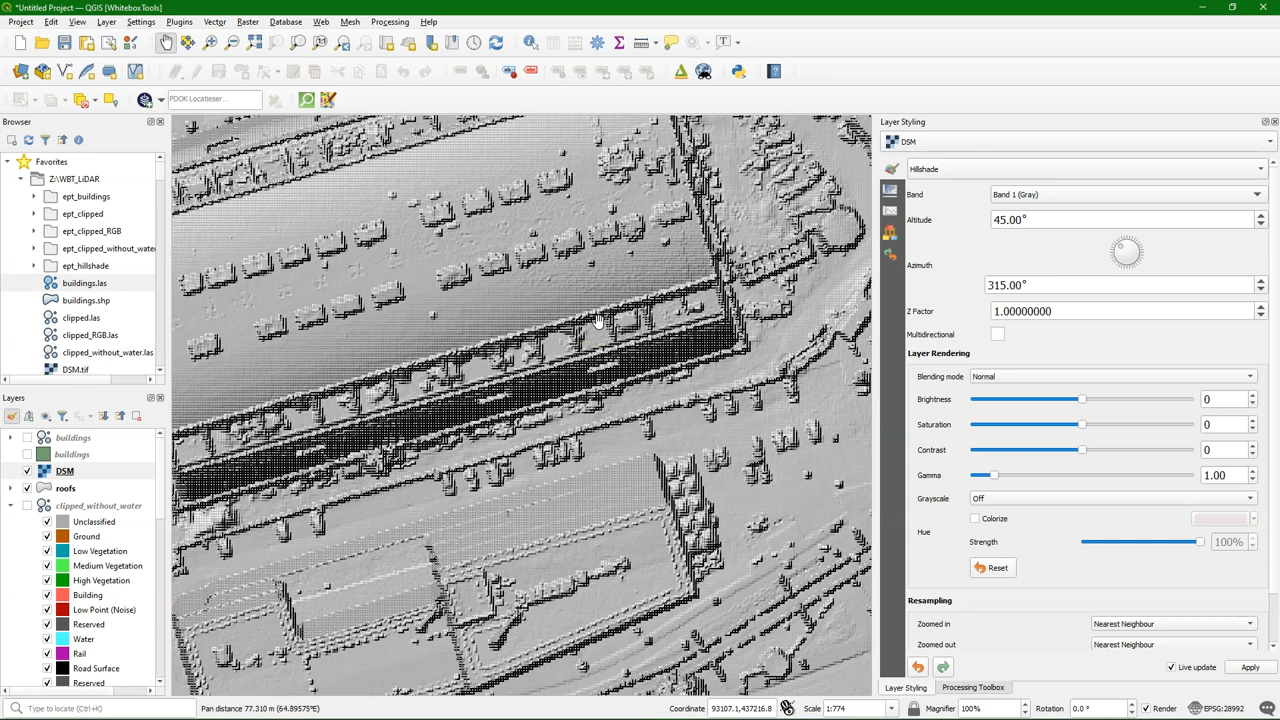 *Untitled Project — QGIS [WhiteboxTools]
Project Edit View Layer Settings Plugins Vector Raster Database Web Mesh Processing Help
PDOK Locatieser...
Browser
Favorites
Z:\WBT_LiDAR
ept_buildings
ept_clipped
ept_clipped_RGB
ept_clipped_without_water
ept_hillshade
buildings.las
buildings.shp
clipped.las
clipped_RGB.las
clipped_without_water.las
DSM.tif
Layers
buildings
buildings
DSM
roofs
clipped_without_water
Unclassified
Ground
Low Vegetation
Medium Vegetation
High Vegetation
Building
Low Point (Noise)
Reserved
Water
Rail
Road Surface
Reserved
Layer Styling
DSM
Hillshade
Band Band 1 (Gray)
Altitude 45.00°
Azimuth
315.00°
Z Factor 1.00000000
Multidirectional
Layer Rendering
Blending mode Normal
Brightness 0
Saturation 0
Contrast 0
Gamma 1.00
Grayscale Off
Colorize
Hue
Strength 100%
Reset
Resampling
Zoomed in Nearest Neighbour
Zoomed out Nearest Neighbour
Live update Apply
Layer Styling Processing Toolbox
Type to locate (Ctrl+K) Pan distance 77.310 m (64.89575°E) Coordinate 93107.1,437216.8 Scale 1:774 Magnifier 100% Rotation 0.0 ° Render EPSG:28992